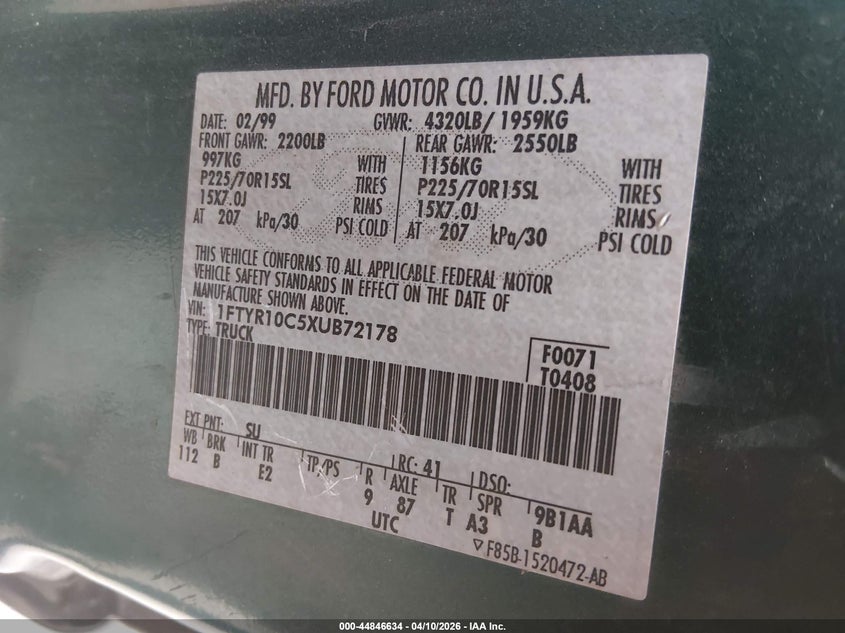 MFD. BY FORD MOTOR CO. IN U.S.A.
DATE: 02/99 GVWR: 4320LB/ 1959KG
FRONT GAWR: 2200LB REAR GAWR: 2550LB
997KG WITH 1156KG WITH
P225/70R15SL TIRES P225/70R15SL TIRES
15X7.0J RIMS 15X7.0J RIMS
AT 207 kPa/30 PSI COLD AT 207 kPa/30 PSI COLD
THIS VEHICLE CONFORMS TO ALL APPLICABLE FEDERAL MOTOR
VEHICLE SAFETY STANDARDS IN EFFECT ON THE DATE OF
MANUFACTURE SHOWN ABOVE.
VIN: 1FTYR10C5XUB72178
TYPE: TRUCK
F0071
T0408
EXT PNT: SU RC: 41 DSO:
WB BRK INT TR TP/PS R AXLE TR SPR 9B1AA
112 B E2 9 87 T A3 B
UTC
▽F85B-1520472-AB
000-44846634 - 04/10/2026 - IAA Inc.